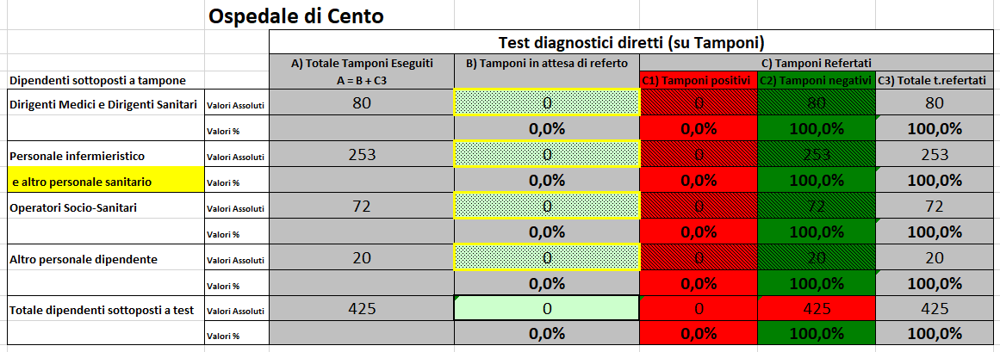 Ospedale di Cento
Test diagnostici diretti (su Tamponi)
A) Totale Tamponi Eseguiti B) Tamponi in attesa di referto C) Tamponi Refertati
A = B + C3
Dipendenti sottoposti a tampone C1) Tamponi positivi C2) Tamponi negativi C3) Totale t.refertati
Dirigenti Medici e Dirigenti Sanitari Valori Assoluti 80 0 0 80 80
Valori % 0,0% 0,0% 100,0% 100,0%
Personale infermieristico Valori Assoluti 253 0 0 253 253
e altro personale sanitario Valori % 0,0% 0,0% 100,0% 100,0%
Operatori Socio-Sanitari Valori Assoluti 72 0 0 72 72
Valori % 0,0% 0,0% 100,0% 100,0%
Altro personale dipendente Valori Assoluti 20 0 0 20 20
Valori % 0,0% 0,0% 100,0% 100,0%
Totale dipendenti sottoposti a test Valori Assoluti 425 0 0 425 425
Valori % 0,0% 0,0% 100,0% 100,0%